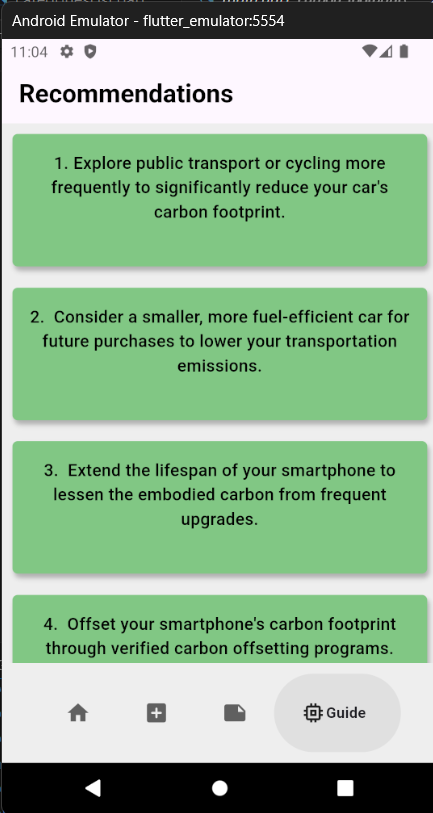 Android Emulator - flutter_emulator:5554
11:04
Recommendations
1. Explore public transport or cycling more
frequently to significantly reduce your car's
carbon footprint.
2. Consider a smaller, more fuel-efficient car for
future purchases to lower your transportation
emissions.
3. Extend the lifespan of your smartphone to
lessen the embodied carbon from frequent
upgrades.
4. Offset your smartphone's carbon footprint
through verified carbon offsetting programs.
Guide